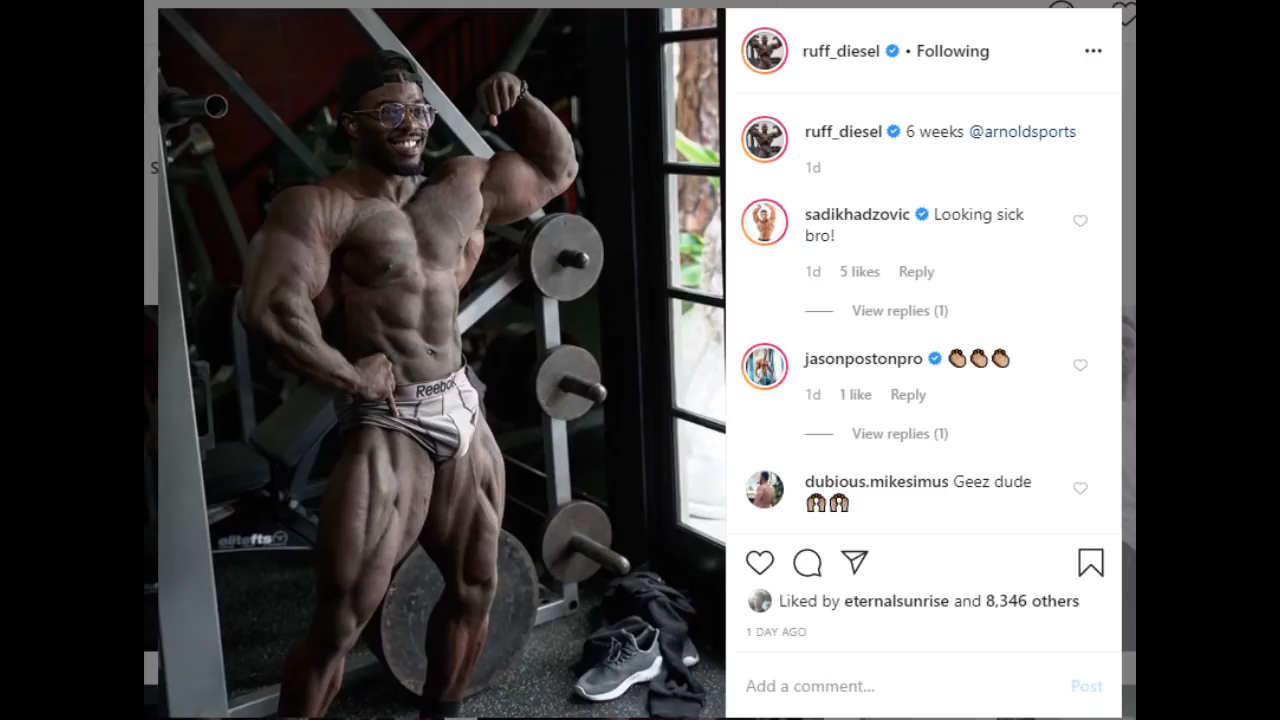 ruff_diesel • Following
ruff_diesel 6 weeks @arnoldsports
1d
sadikhadzovic Looking sick
bro!
1d 5 likes Reply
View replies (1)
jasonpostonpro 👏🏽👏🏽👏🏽
1d 1 like Reply
View replies (1)
dubious.mikesimus Geez dude
🙌🏽🙌🏽
Liked by eternalsunrise and 8,346 others
1 DAY AGO
Add a comment... Post
Reebok
elitefts
S